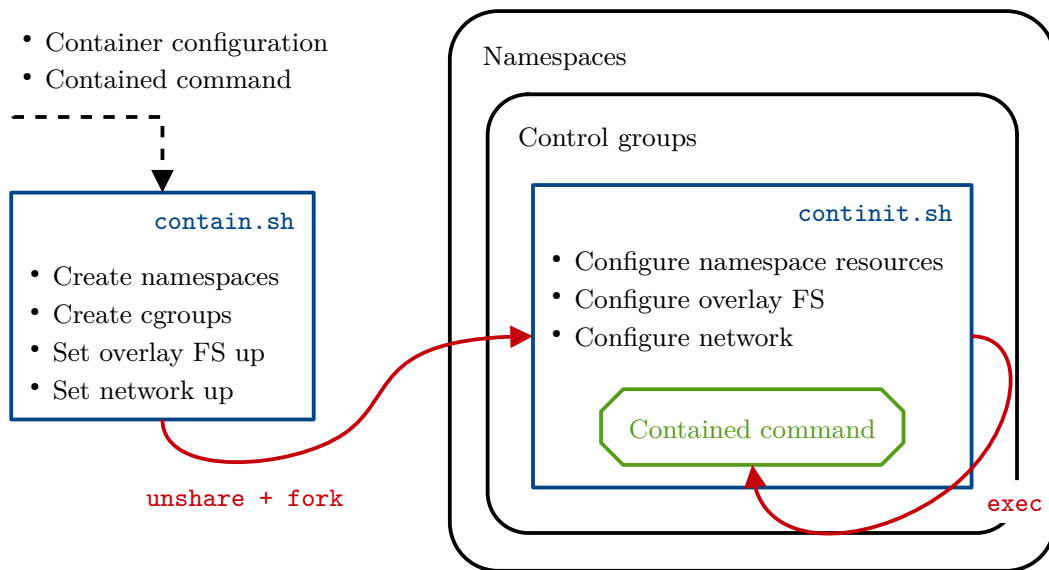 • Container configuration
• Contained command
contain.sh
• Create namespaces
• Create cgroups
• Set overlay FS up
• Set network up
unshare + fork
Namespaces
Control groups
continit.sh
• Configure namespace resources
• Configure overlay FS
• Configure network
Contained command
exec